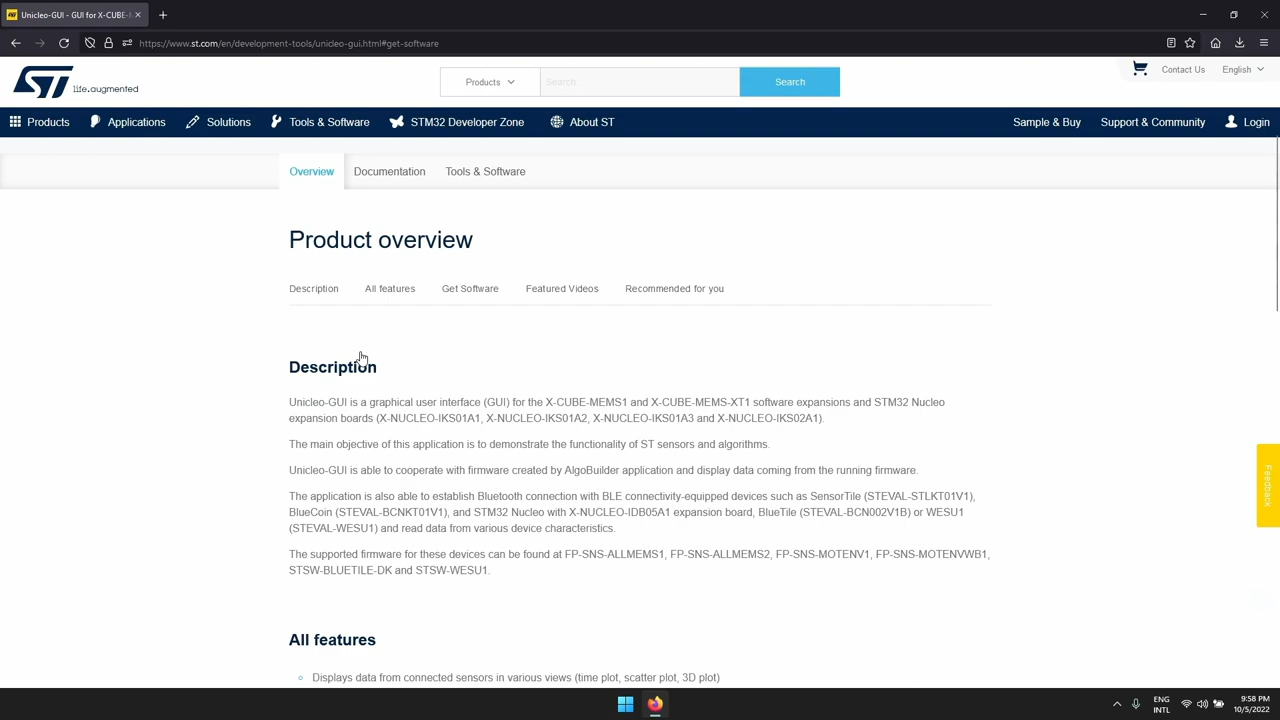 Unicleo-GUI - GUI for X-CUBE-
https://www.st.com/en/development-tools/unicleo-gui.html#get-software
ST life.augmented
Products
Search
Search
Contact Us
English
Products
Applications
Solutions
Tools & Software
STM32 Developer Zone
About ST
Sample & Buy
Support & Community
Login
Overview
Documentation
Tools & Software
Product overview
Description
All features
Get Software
Featured Videos
Recommended for you
Description
Unicleo-GUI is a graphical user interface (GUI) for the X-CUBE-MEMS1 and X-CUBE-MEMS-XT1 software expansions and STM32 Nucleo
expansion boards (X-NUCLEO-IKS01A1, X-NUCLEO-IKS01A2, X-NUCLEO-IKS01A3 and X-NUCLEO-IKS02A1).
The main objective of this application is to demonstrate the functionality of ST sensors and algorithms.
Unicleo-GUI is able to cooperate with firmware created by AlgoBuilder application and display data coming from the running firmware.
The application is also able to establish Bluetooth connection with BLE connectivity-equipped devices such as SensorTile (STEVAL-STLKT01V1),
BlueCoin (STEVAL-BCNKT01V1), and STM32 Nucleo with X-NUCLEO-IDB05A1 expansion board, BlueTile (STEVAL-BCN002V1B) or WESU1
(STEVAL-WESU1) and read data from various device characteristics.
The supported firmware for these devices can be found at FP-SNS-ALLMEMS1, FP-SNS-ALLMEMS2, FP-SNS-MOTENV1, FP-SNS-MOTENVWB1,
STSW-BLUETILE-DK and STSW-WESU1.
All features
Displays data from connected sensors in various views (time plot, scatter plot, 3D plot)
Feedback
ENG
INTL
9:58 PM
10/5/2022